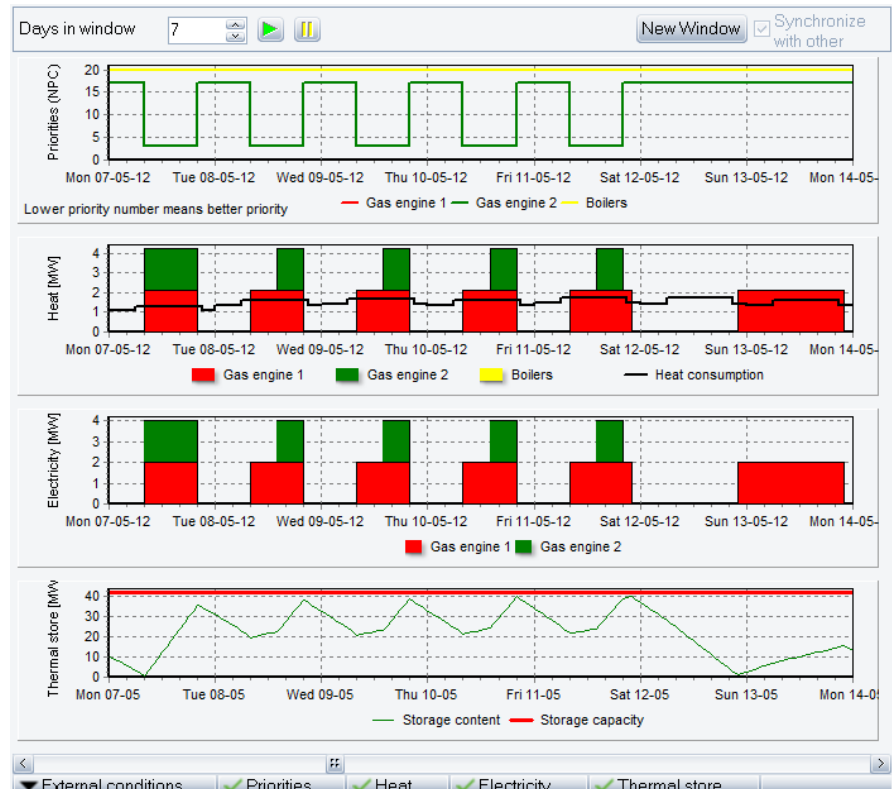 Days in window 7 New Window Synchronize
with other
Priorities (NPC)
20
15
10
5
0
Mon 07-05-12 Tue 08-05-12 Wed 09-05-12 Thu 10-05-12 Fri 11-05-12 Sat 12-05-12 Sun 13-05-12 Mon 14-05-
Lower priority number means better priority Gas engine 1 Gas engine 2 Boilers
Heat [MW]
4
3
2
1
0
Mon 07-05-12 Tue 08-05-12 Wed 09-05-12 Thu 10-05-12 Fri 11-05-12 Sat 12-05-12 Sun 13-05-12 Mon 14-05-
Gas engine 1 Gas engine 2 Boilers Heat consumption
Electricity [MW]
4
3
2
1
0
Mon 07-05-12 Tue 08-05-12 Wed 09-05-12 Thu 10-05-12 Fri 11-05-12 Sat 12-05-12 Sun 13-05-12 Mon 14-05-
Gas engine 1 Gas engine 2
Thermal store [MW
40
30
20
10
0
Mon 07-05 Tue 08-05 Wed 09-05 Thu 10-05 Fri 11-05 Sat 12-05 Sun 13-05 Mon 14-0
Storage content Storage capacity
External conditions Priorities Heat Electricity Thermal store